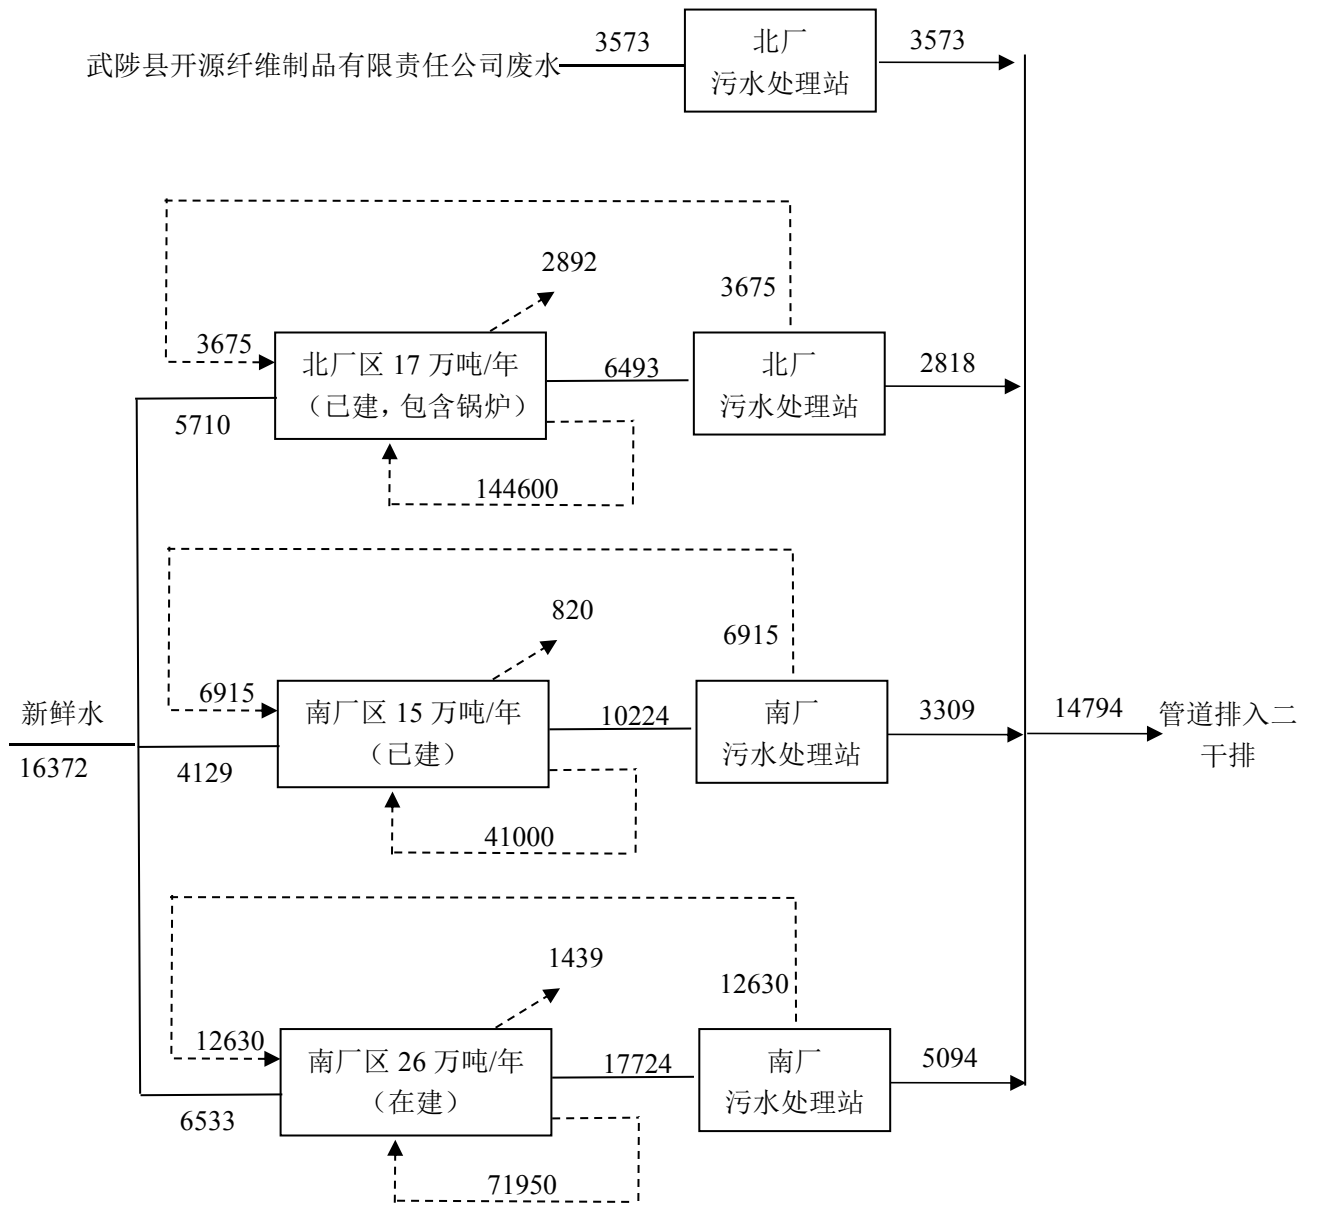 3573
北厂
3573
武陟县开源纤维制品有限责任公司废水
污水处理站
2892
3675
3675
北厂区 17 万吨/年
6493
北厂
2818
（已建，包含锅炉）
污水处理站
5710
144600
820
6915
6915
南厂区 15 万吨/年
10224
南厂
3309
14794
管道排入二
新鲜水
（已建）
污水处理站
干排
16372
4129
41000
1439
12630
12630
南厂区 26 万吨/年
17724
南厂
5094
（在建）
污水处理站
6533
71950